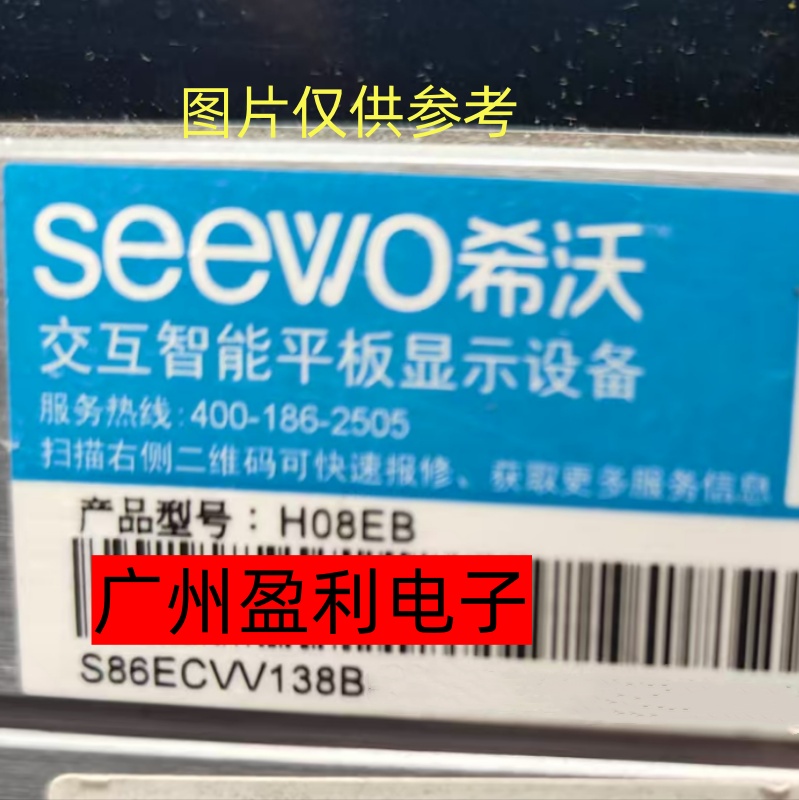 图片仅供参考
seewo希沃
交互智能平板显示设备
服务热线:400-186-2505
扫描右侧二维码可快速报修、获取更多服务信息
产品型号：H08EB
广州盈利电子
S86ECVV138B